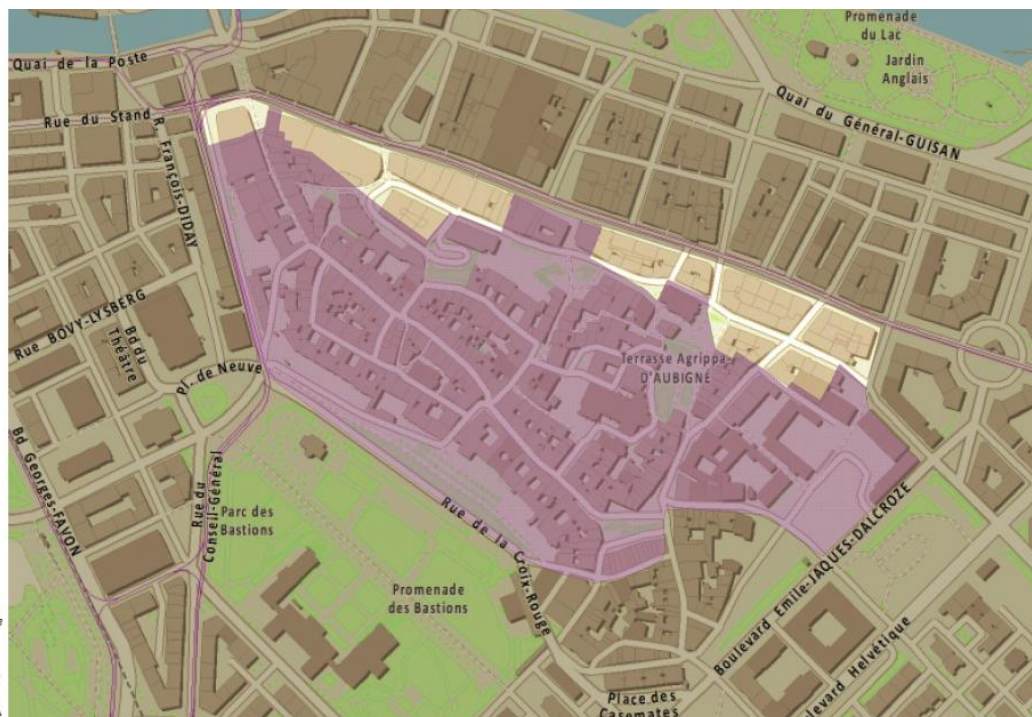 Promenade
du Lac
Jardin
Anglais
Quai de la Poste
Quai du Général-GUISAN
Rue du Stand
R. François-DIDAY
Rue BOVY-LYSBERG
Bd du
Théâtre
Pl. de Neuve
Terrasse Agrippa-
D'AUBIGNÉ
Bd Georges-FAVON
Rue du
Conseil-Général
Parc des
Bastions
Rue de la Croix-Rouge
Promenade
des Bastions
Boulevard Emile-JAQUES-DALCROZE
levard Helvétique
Place des
Casemates